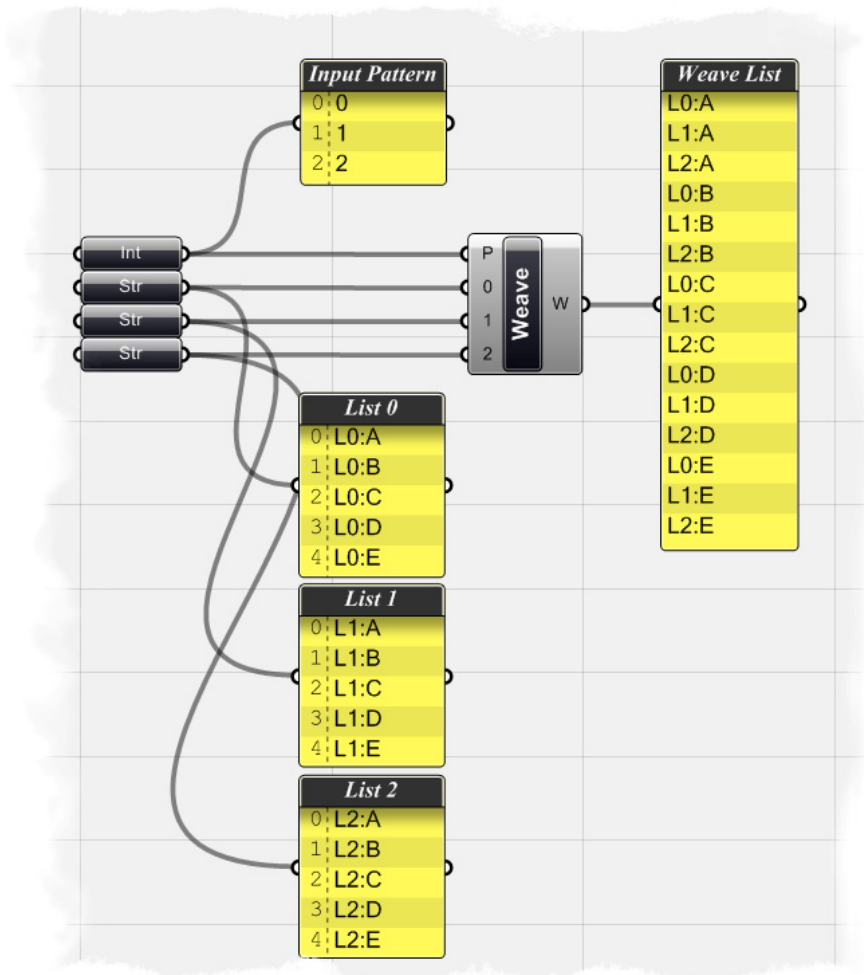 Input Pattern
0 0
1 1
2 2
Weave List
L0:A
L1:A
L2:A
L0:B
L1:B
L2:B
L0:C
L1:C
L2:C
L0:D
L1:D
L2:D
L0:E
L1:E
L2:E
Int
Str
Str
Str
P
0
1
2
Weave
W
List 0
0 L0:A
1 L0:B
2 L0:C
3 L0:D
4 L0:E
List 1
0 L1:A
1 L1:B
2 L1:C
3 L1:D
4 L1:E
List 2
0 L2:A
1 L2:B
2 L2:C
3 L2:D
4 L2:E